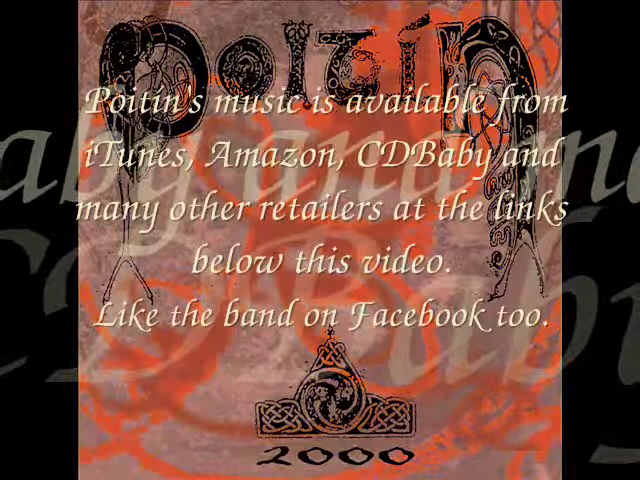 Poitín
Poitín's music is available from
iTunes, Amazon, CDBaby and
many other retailers at the links
below this video.
Like the band on Facebook too.
2000